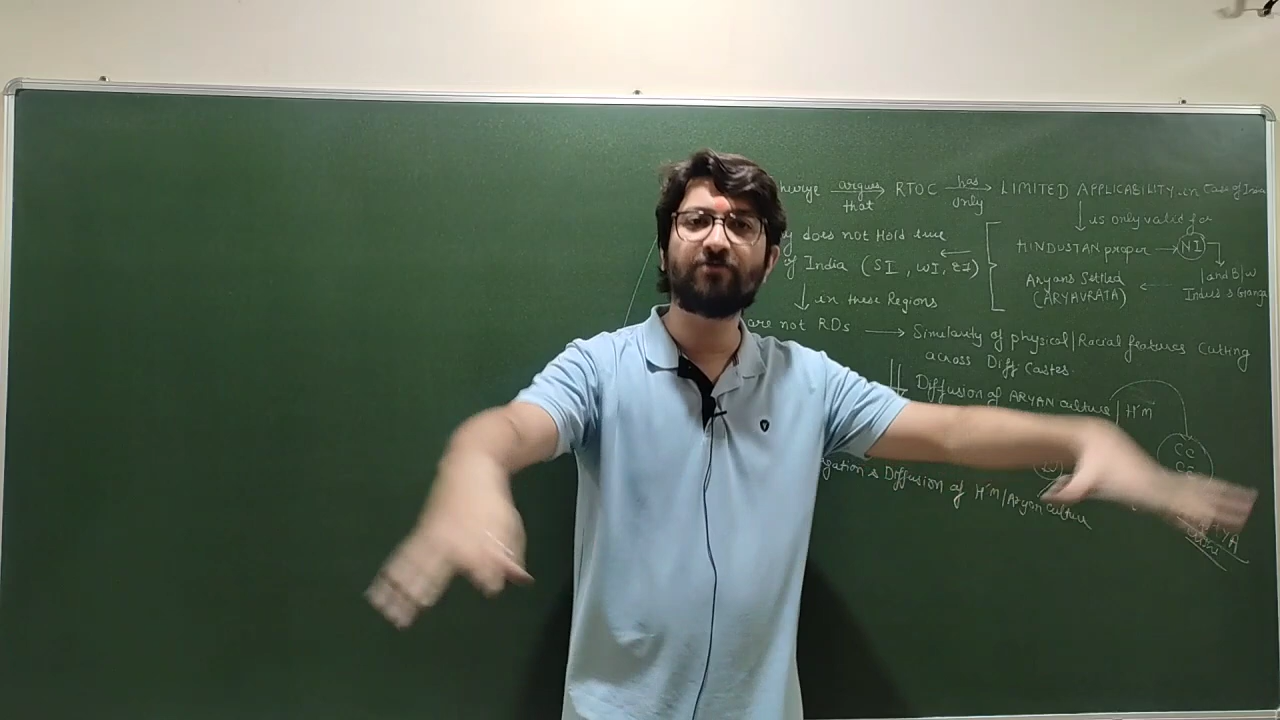 hurye argues that → RTOC has only → LIMITED APPLICABILITY in Case of India
↓ is only valid for
y does not Hold true
HINDUSTAN proper → NI
of India (SI, WI, EI)
Aryans Settled
(ARYAVRATA)
land B/w
Indus & Ganga
↓ in these Regions
are not RDs → Similarity of physical/Racial features Cutting
across Diff Castes.
Diffusion of ARYAN culture/H'm
gation & Diffusion of H'm/Aryan Culture